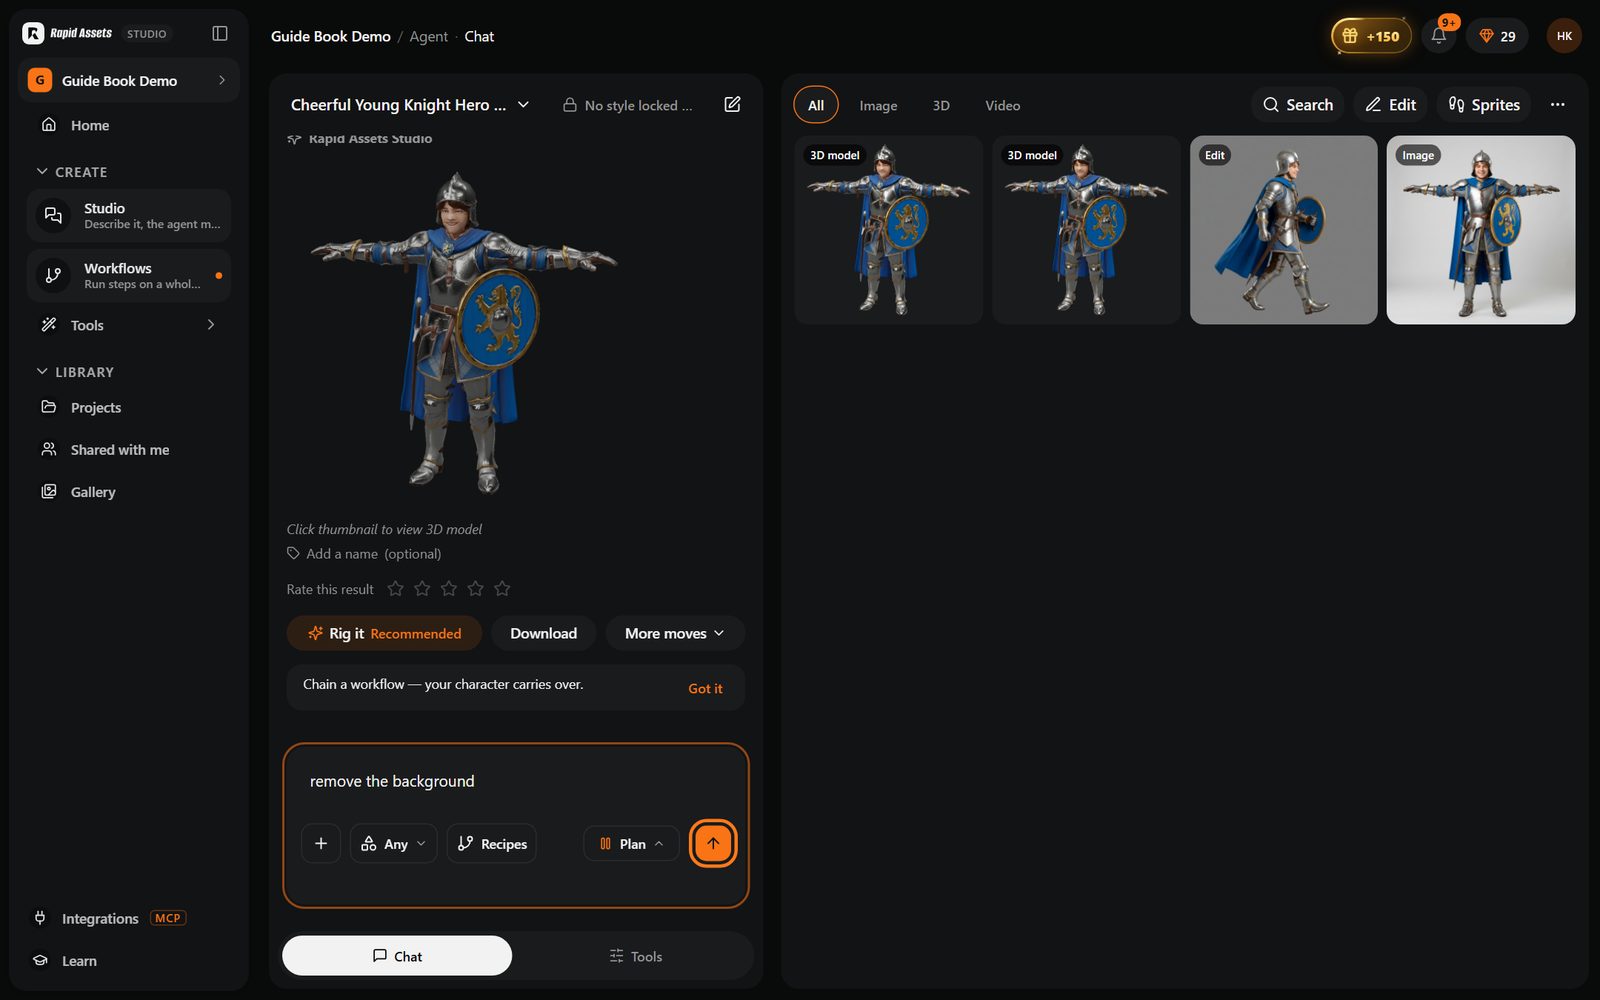 Rapid Assets STUDIO
Guide Book Demo / Agent · Chat
+150
9+
29
HK
G Guide Book Demo
Home
CREATE
Studio
Describe it, the agent m...
Workflows
Run steps on a whol...
Tools
LIBRARY
Projects
Shared with me
Gallery
Integrations MCP
Learn
Cheerful Young Knight Hero ...
No style locked ...
Rapid Assets Studio
Click thumbnail to view 3D model
Add a name (optional)
Rate this result
Rig it Recommended
Download
More moves
Chain a workflow — your character carries over.
Got it
remove the background
Any
Recipes
Plan
Chat
Tools
All
Image
3D
Video
Search
Edit
Sprites
3D model
3D model
Edit
Image